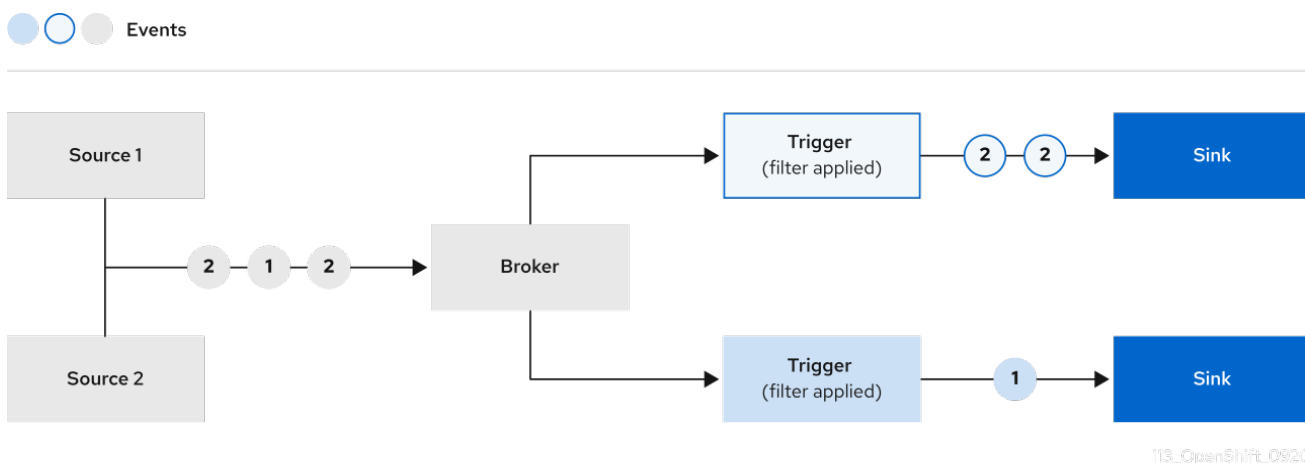 Events
Source 1
Trigger
(filter applied)
2
2
Sink
2
1
2
Broker
Source 2
Trigger
(filter applied)
1
Sink
113_OpenShift_0920